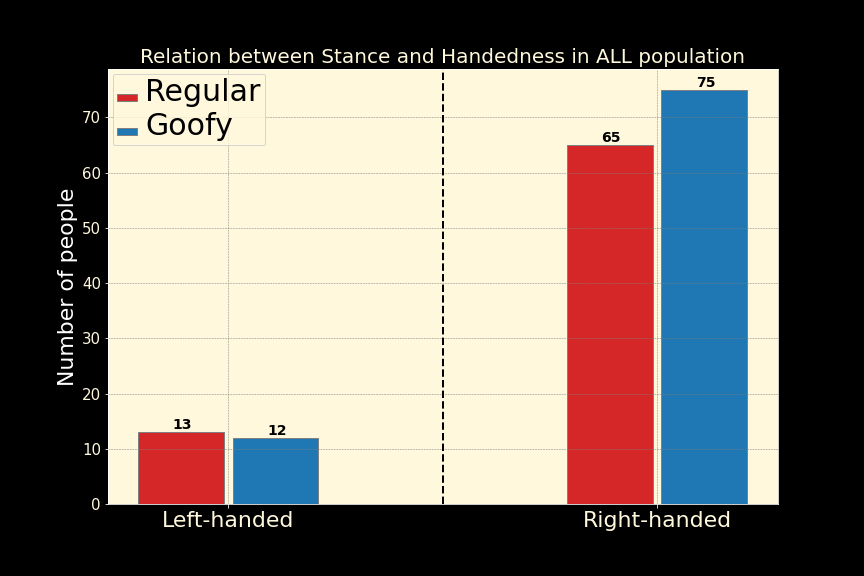 Relation between Stance and Handedness in ALL population
Regular
Goofy
Number of people
70
60
50
40
30
20
10
0
13
12
65
75
Left-handed
Right-handed